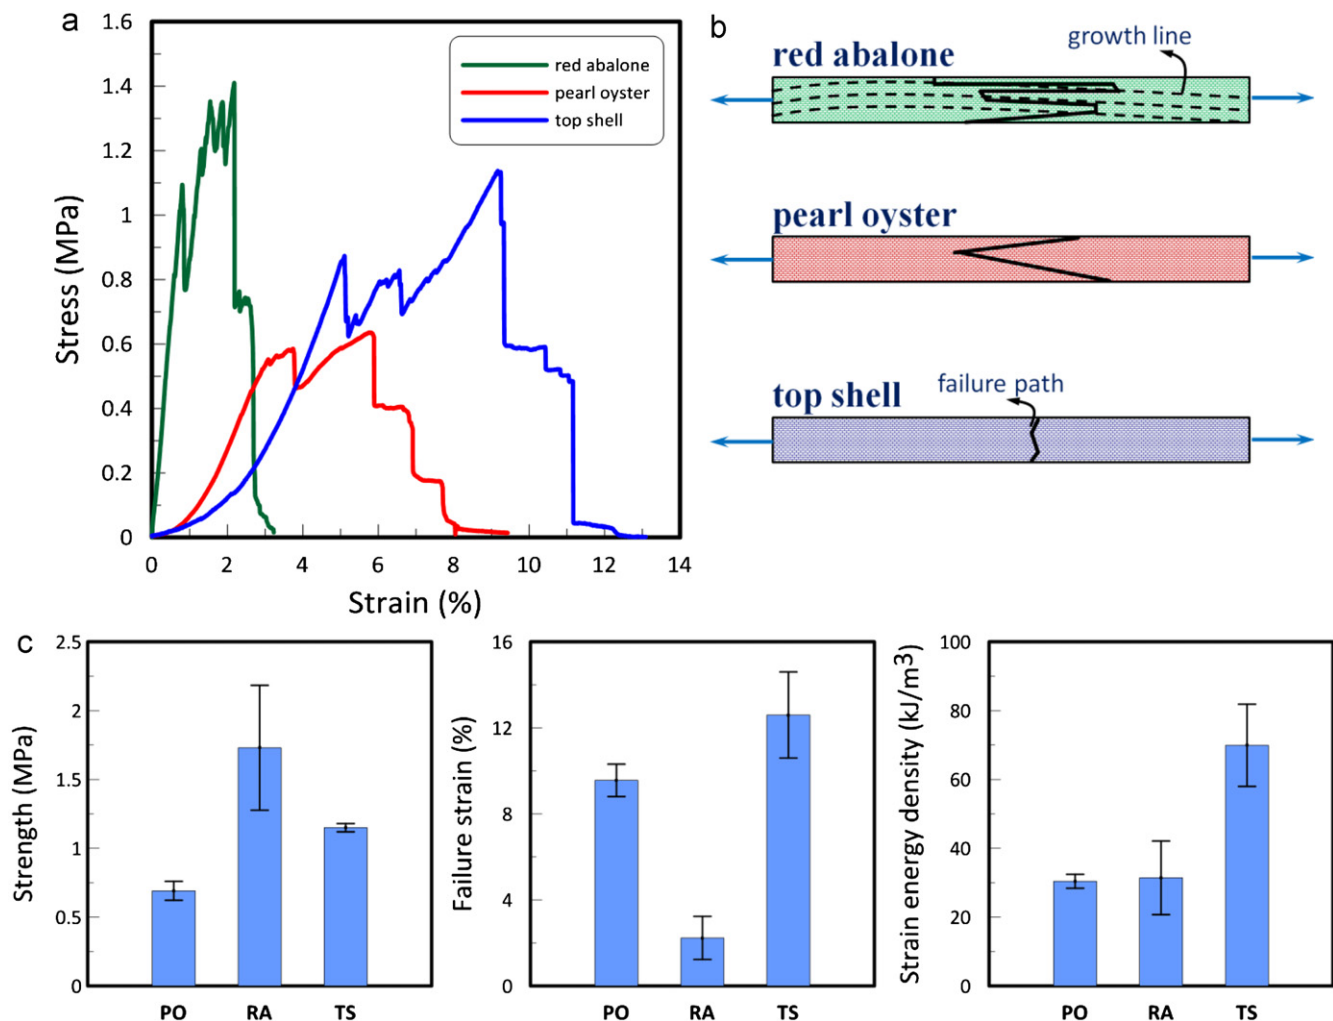 a
1.6
1.4
1.2
1
0.8
0.6
0.4
0.2
0
Stress (MPa)
0 2 4 6 8 10 12 14
Strain (%)
red abalone
pearl oyster
top shell
b
red abalone
growth line
pearl oyster
top shell
failure path
c
2.5
2
1.5
1
0.5
0
Strength (MPa)
PO RA TS
16
12
8
4
0
Failure strain (%)
PO RA TS
100
80
60
40
20
0
Strain energy density (kJ/m³)
PO RA TS